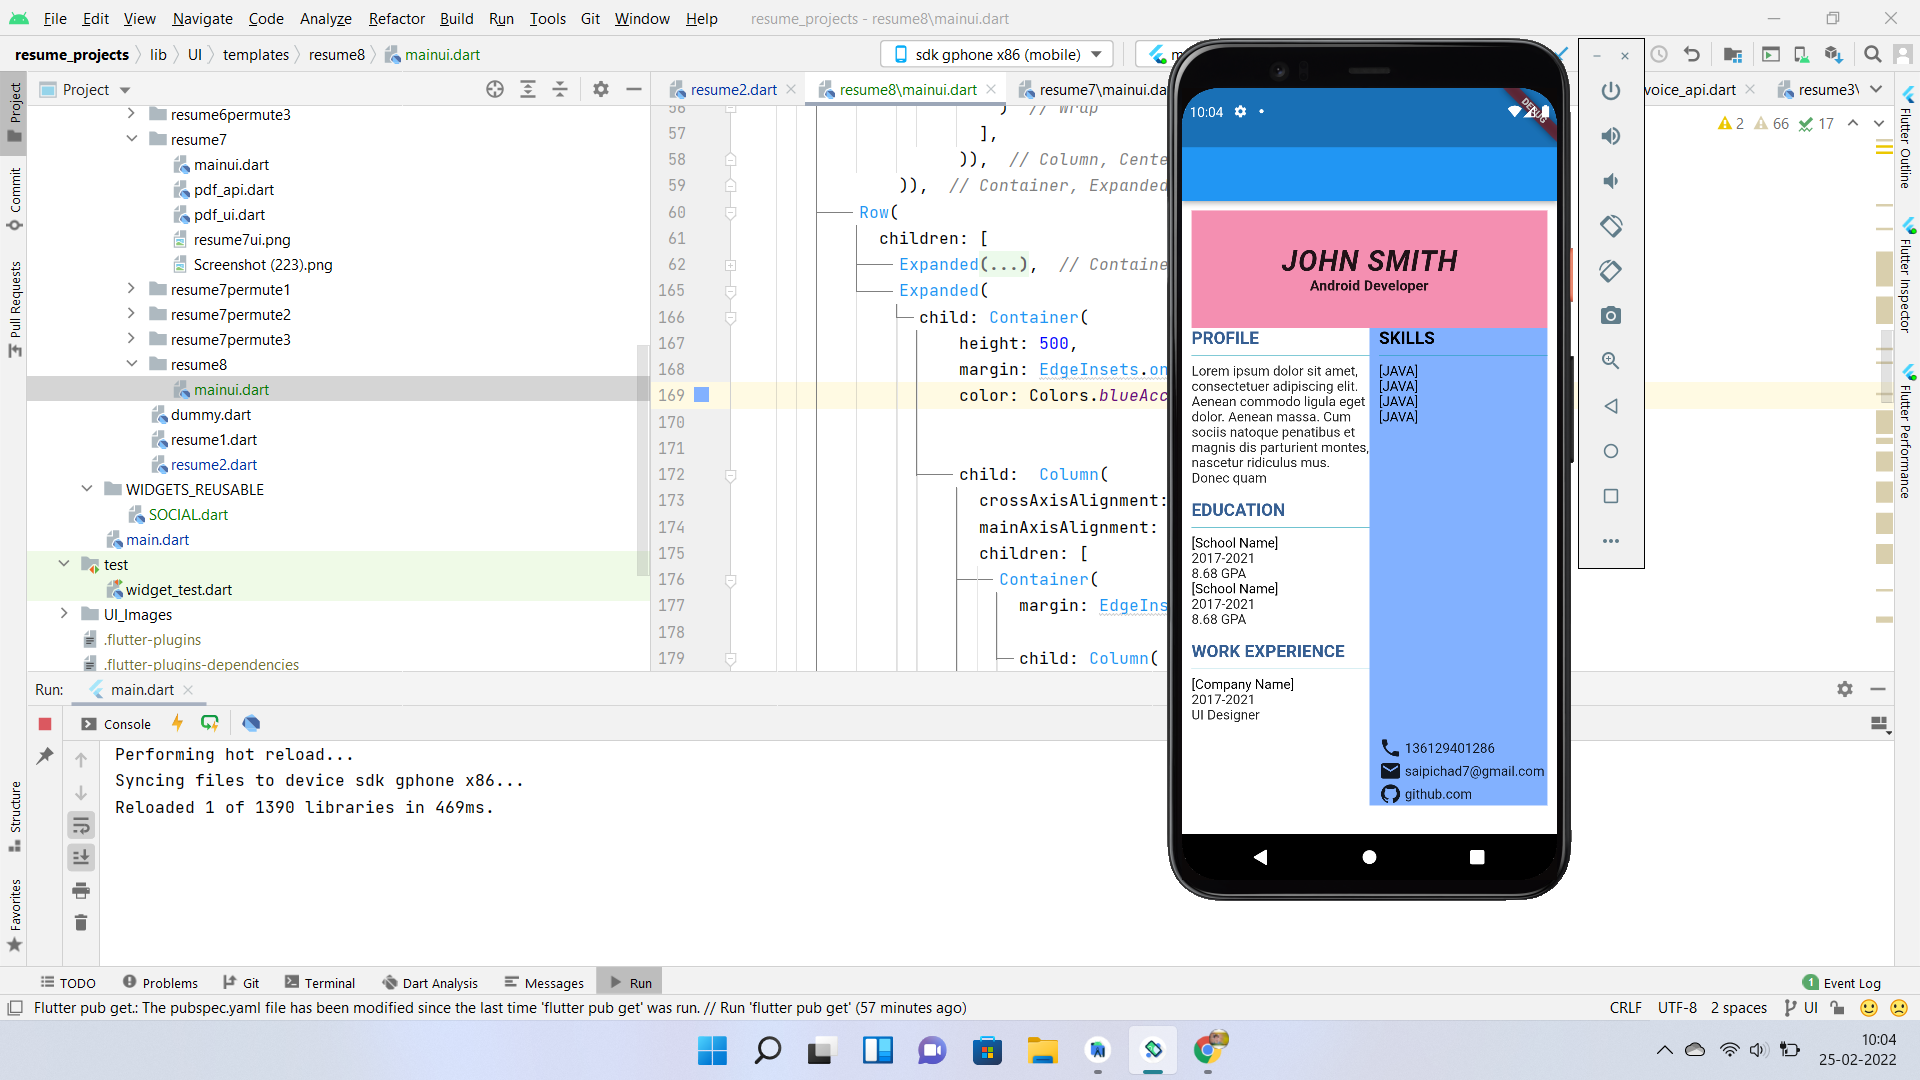 File Edit View Navigate Code Analyze Refactor Build Run Tools Git Window Help resume_projects - resume8\mainui.dart
resume_projects lib UI templates resume8 mainui.dart
sdk gphone x86 (mobile)
Project
resume2.dart
resume8\mainui.dart
resume7\mainui.da
voice_api.dart
resume3\
Project
Commit
Pull Requests
Structure
Favorites
resume6permute3
resume7
mainui.dart
pdf_api.dart
pdf_ui.dart
resume7ui.png
Screenshot (223).png
resume7permute1
resume7permute2
resume7permute3
resume8
mainui.dart
dummy.dart
resume1.dart
resume2.dart
WIDGETS_REUSABLE
SOCIAL.dart
main.dart
test
widget_test.dart
UI_Images
.flutter-plugins
.flutter-plugins-dependencies
2 66 17
56 ) // Wrap
57 ],
58 )), // Column, Cente
59 )), // Container, Expanded
60 Row(
61 children: [
62 Expanded(...), // Containe
165 Expanded(
166 child: Container(
167 height: 500,
168 margin: EdgeInsets.on
169 color: Colors.blueAcc
170
171
172 child: Column(
173 crossAxisAlignment:
174 mainAxisAlignment:
175 children: [
176 Container(
177 margin: EdgeIns
178
179 child: Column(
10:04
DEBUG
JOHN SMITH
Android Developer
PROFILE
Lorem ipsum dolor sit amet,
consectetuer adipiscing elit.
Aenean commodo ligula eget
dolor. Aenean massa. Cum
sociis natoque penatibus et
magnis dis parturient montes,
nascetur ridiculus mus.
Donec quam
EDUCATION
[School Name]
2017-2021
8.68 GPA
[School Name]
2017-2021
8.68 GPA
WORK EXPERIENCE
[Company Name]
2017-2021
UI Designer
SKILLS
[JAVA]
[JAVA]
[JAVA]
[JAVA]
136129401286
saipichad7@gmail.com
github.com
Flutter Outline
Flutter Inspector
Flutter Performance
Run: main.dart
Console
Performing hot reload...
Syncing files to device sdk gphone x86...
Reloaded 1 of 1390 libraries in 469ms.
TODO Problems Git Terminal Dart Analysis Messages Run
1 Event Log
Flutter pub get.: The pubspec.yaml file has been modified since the last time 'flutter pub get' was run. // Run 'flutter pub get' (57 minutes ago)
CRLF UTF-8 2 spaces UI
10:04
25-02-2022